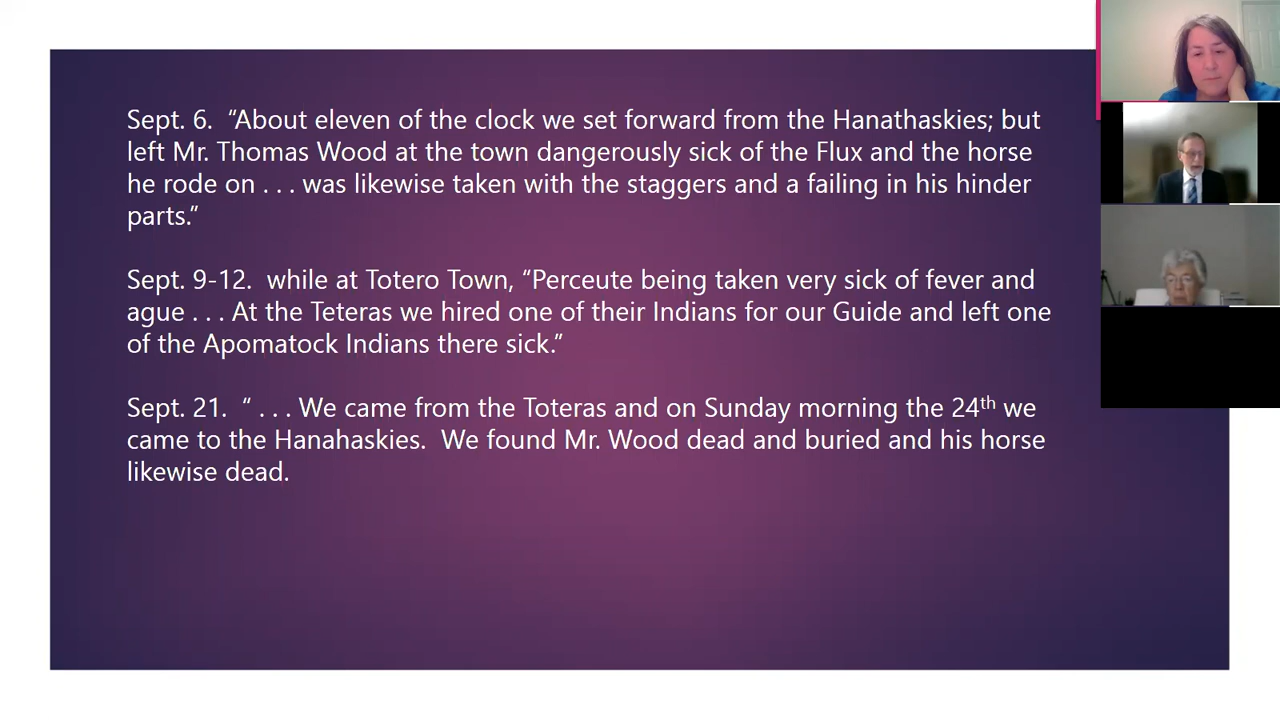 Sept. 6.  “About eleven of the clock we set forward from the Hanathaskies; but
left Mr. Thomas Wood at the town dangerously sick of the Flux and the horse
he rode on . . . was likewise taken with the staggers and a failing in his hinder
parts.”
Sept. 9-12.  while at Totero Town, “Perceute being taken very sick of fever and
ague . . . At the Teteras we hired one of their Indians for our Guide and left one
of the Apomatock Indians there sick.”
Sept. 21.  “ . . . We came from the Toteras and on Sunday morning the 24th we
came to the Hanahaskies.  We found Mr. Wood dead and buried and his horse
likewise dead.